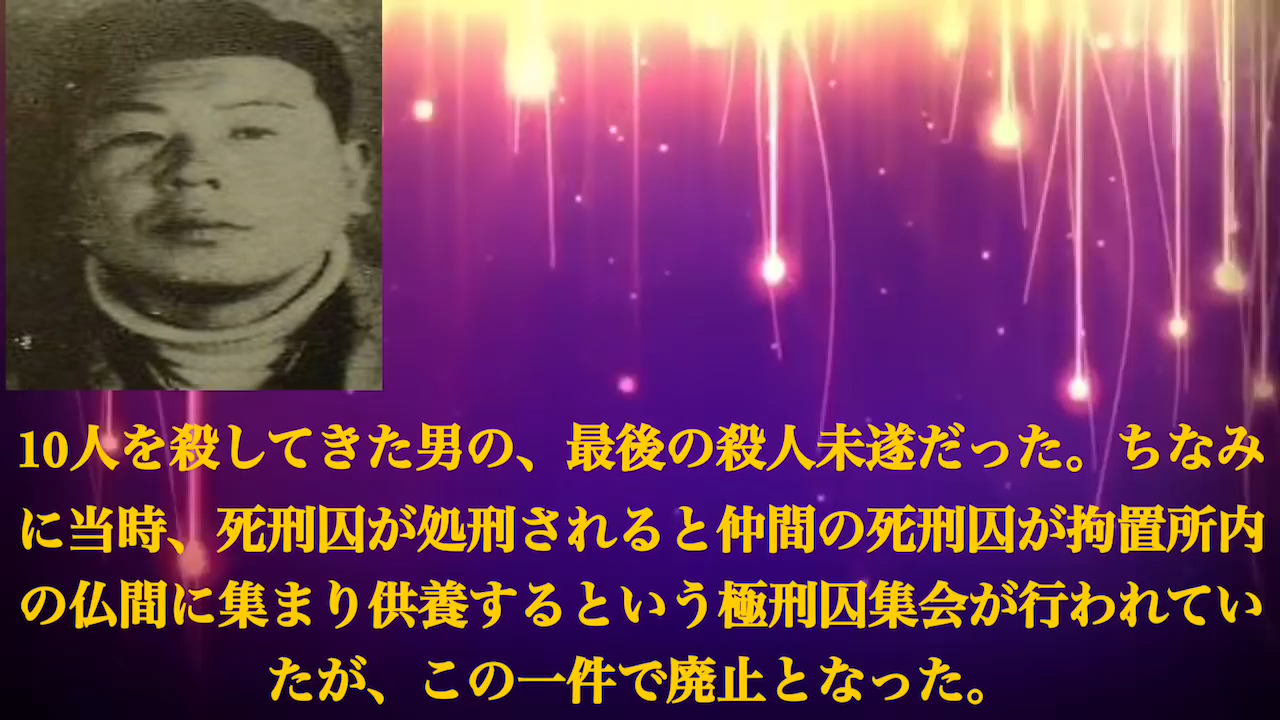 10人を殺してきた男の、最後の殺人未遂だった。ちなみ
に当時、死刑囚が処刑されると仲間の死刑囚が拘置所内
の仏間に集まり供養するという極刑囚集会が行われてい
たが、この一件で廃止となった。